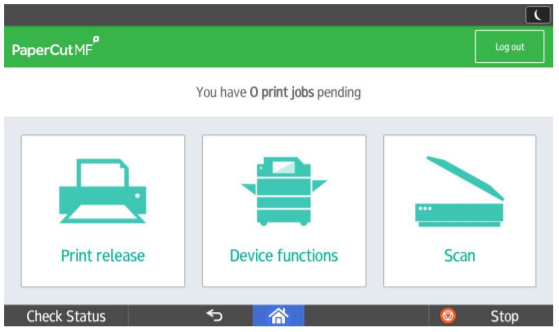 PaperCut MF
Log out
You have 0 print jobs pending
Print release
Device functions
Scan
Check Status
Stop